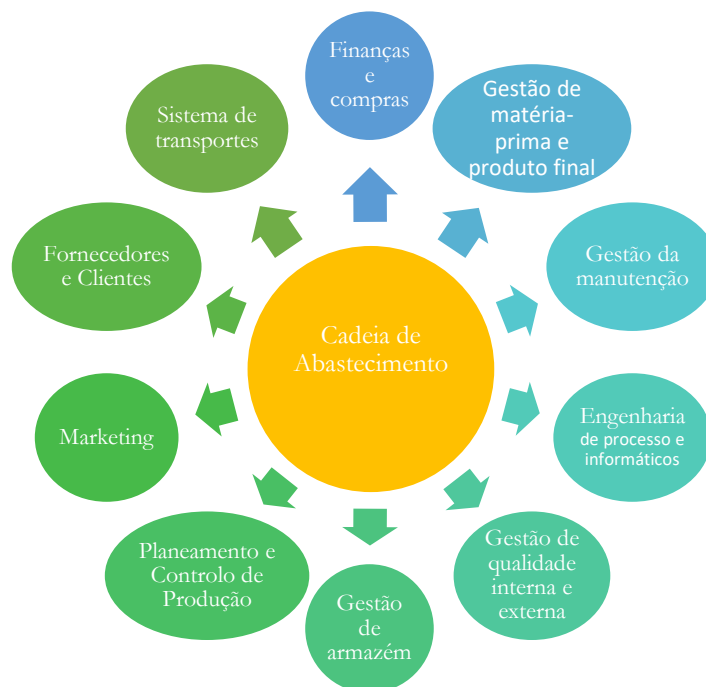 Finanças
e
compras
Gestão de
matéria-
prima e
produto final
Gestão da
manutenção
Engenharia
de processo e
informáticos
Gestão de
qualidade
interna e
externa
Gestão
de
armazém
Planeamento e
Controlo de
Produção
Marketing
Fornecedores
e Clientes
Sistema de
transportes
Cadeia de
Abastecimento